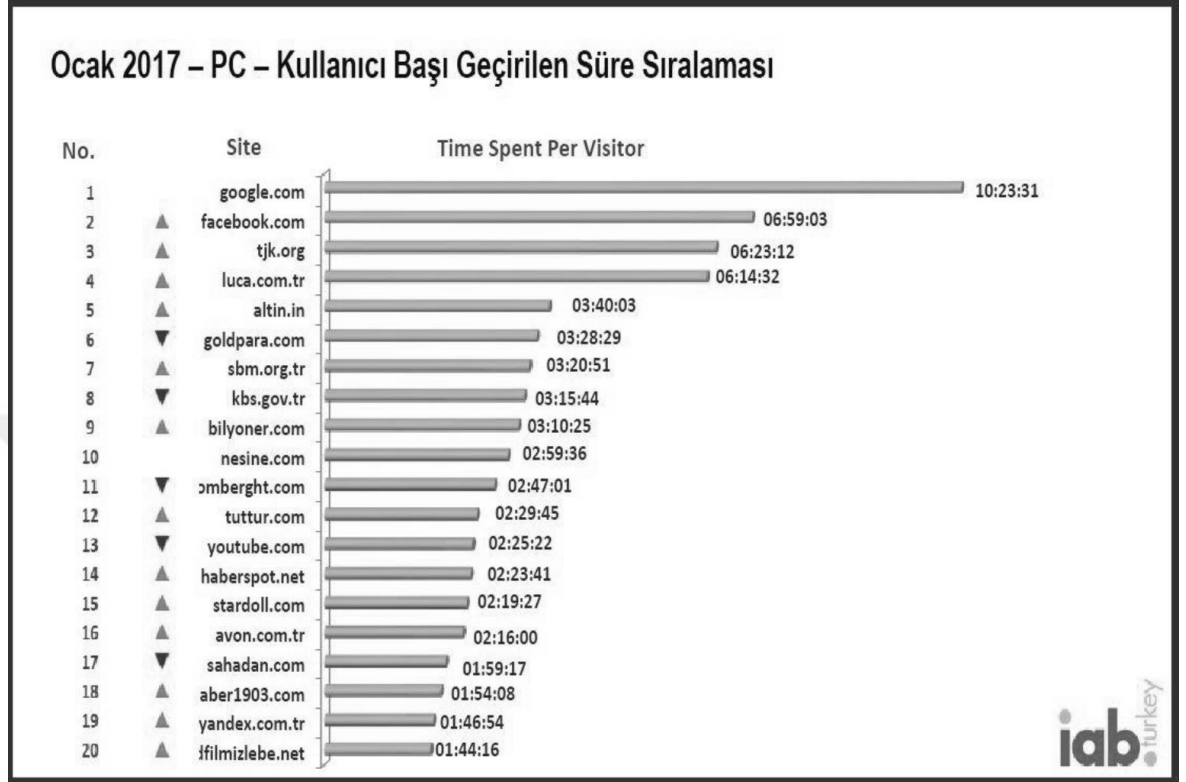 Ocak 2017 – PC – Kullanıcı Başı Geçirilen Süre Sıralaması
No. Site Time Spent Per Visitor
1 google.com 10:23:31
2 ▲ facebook.com 06:59:03
3 ▲ tjk.org 06:23:12
4 ▲ luca.com.tr 06:14:32
5 ▲ altin.in 03:40:03
6 ▼ goldpara.com 03:28:29
7 ▲ sbm.org.tr 03:20:51
8 ▼ kbs.gov.tr 03:15:44
9 ▲ bilyoner.com 03:10:25
10 nesine.com 02:59:36
11 ▼ omberght.com 02:47:01
12 ▲ tuttur.com 02:29:45
13 ▼ youtube.com 02:25:22
14 ▲ haberspot.net 02:23:41
15 ▲ stardoll.com 02:19:27
16 ▲ avon.com.tr 02:16:00
17 ▼ sahadan.com 01:59:17
18 ▲ aber1903.com 01:54:08
19 ▲ yandex.com.tr 01:46:54
20 ▲ dfilmizlebe.net 01:44:16
iab turkey